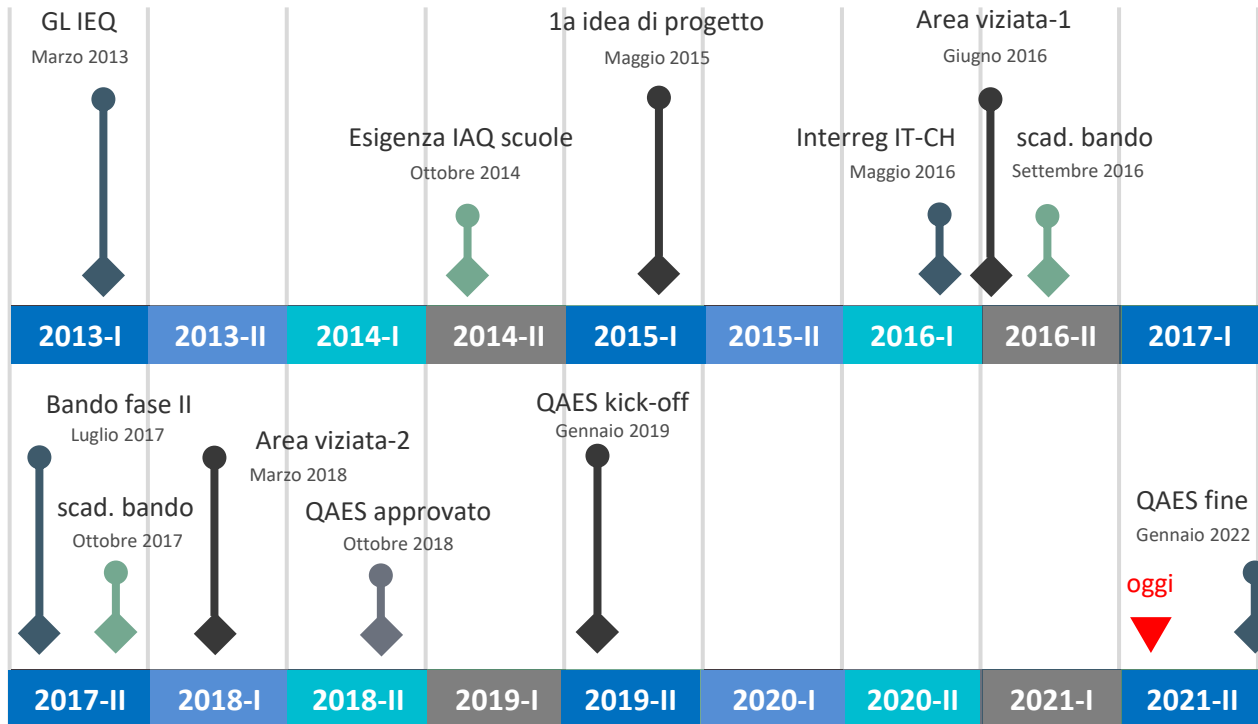 GL IEQ
Marzo 2013
1a idea di progetto
Maggio 2015
Area viziata-1
Giugno 2016
Esigenza IAQ scuole
Ottobre 2014
Interreg IT-CH
Maggio 2016
scad. bando
Settembre 2016
2013-I 2013-II 2014-I 2014-II 2015-I 2015-II 2016-I 2016-II 2017-I
Bando fase II
Luglio 2017
Area viziata-2
Marzo 2018
QAES kick-off
Gennaio 2019
scad. bando
Ottobre 2017
QAES approvato
Ottobre 2018
QAES fine
Gennaio 2022
oggi
2017-II 2018-I 2018-II 2019-I 2019-II 2020-I 2020-II 2021-I 2021-II